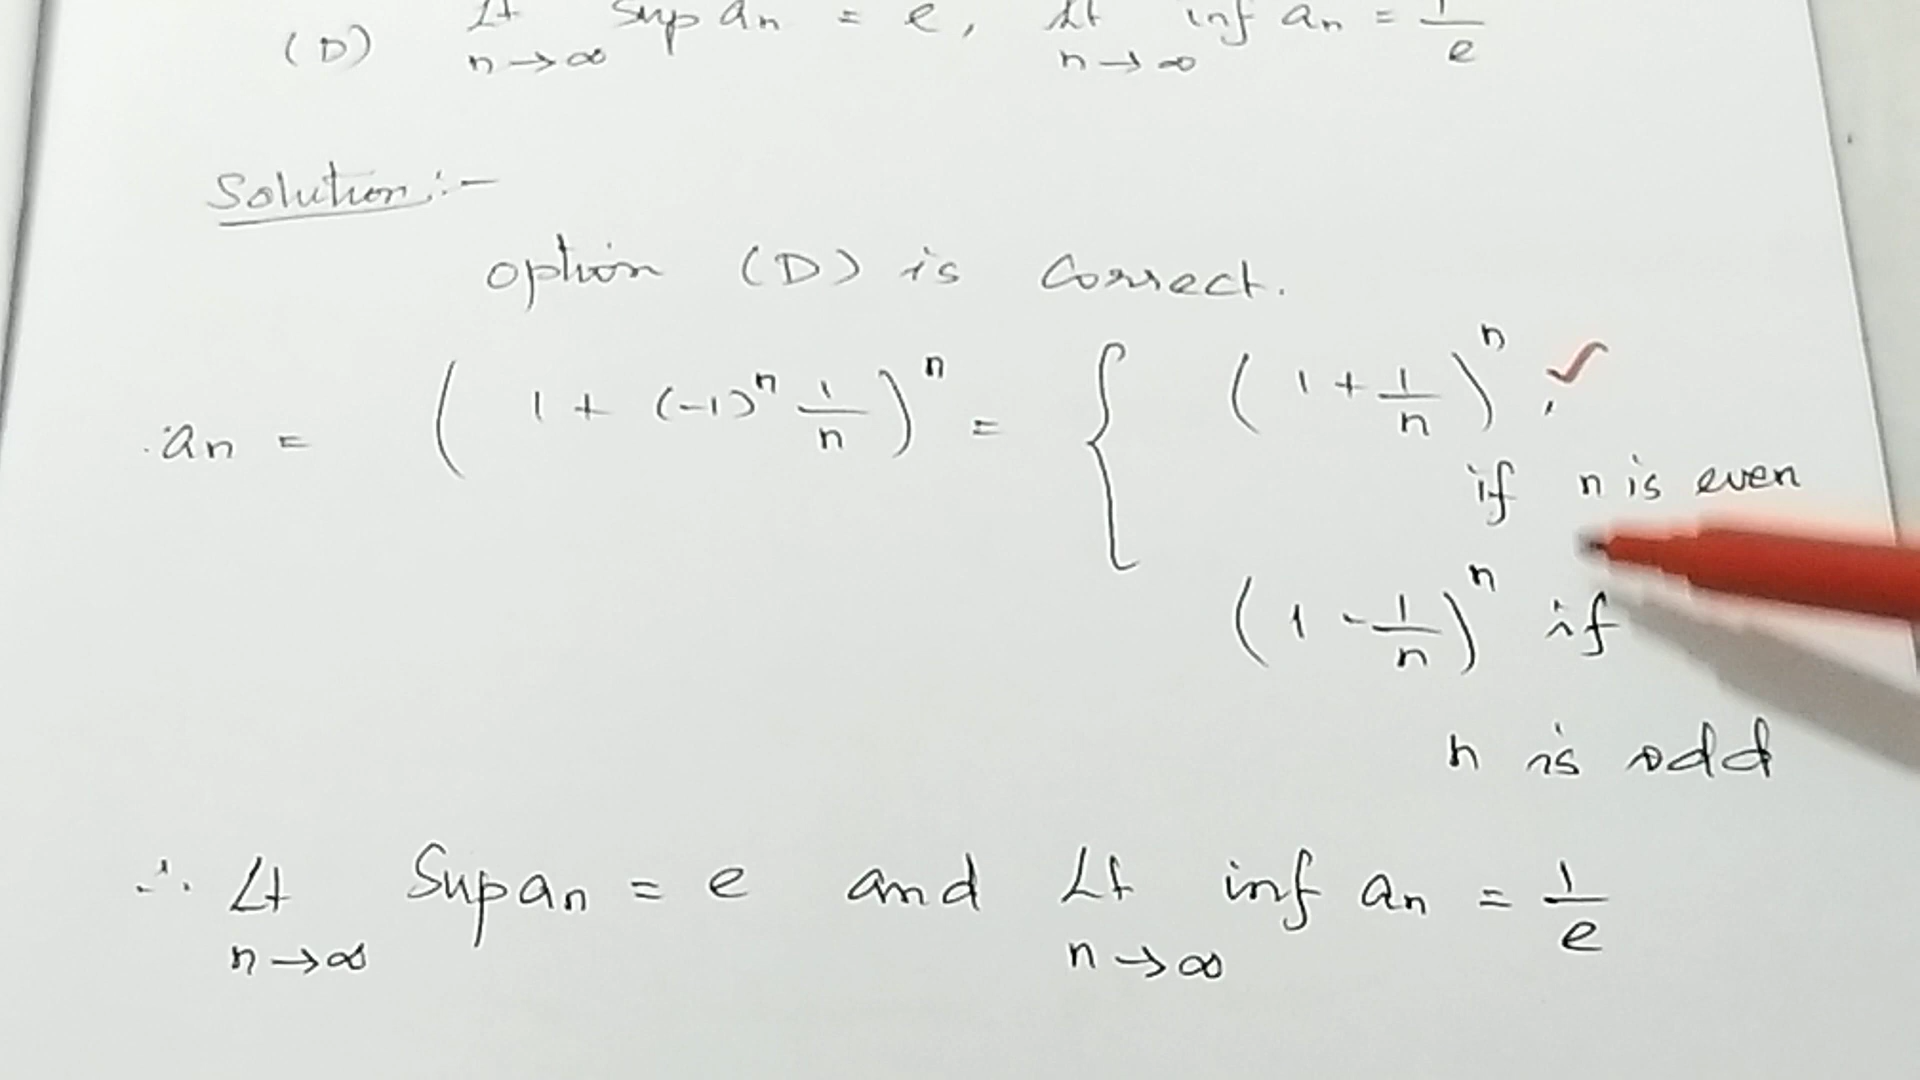 (D) Lt sup an = e, Lt inf an = 1/e
n→∞ n→∞
Solution:-
option (D) is correct.
an = ( 1 + (-1)^n 1/n )^n = { ( 1 + 1/n )^n , ✓
if n is even
( 1 - 1/n )^n if
n is odd
∴ Lt Sup an = e and Lt inf an = 1/e
n→∞ n→∞